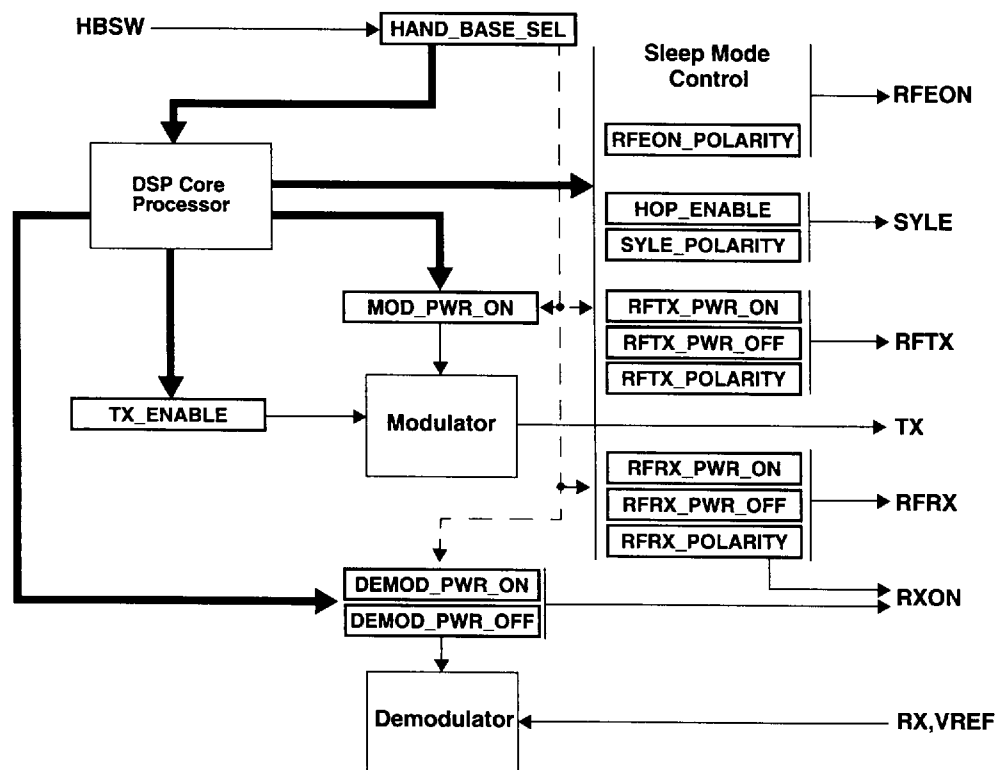 HBSW
HAND_BASE_SEL
Sleep Mode
Control
RFEON
RFEON_POLARITY
DSP Core
Processor
HOP_ENABLE
SYLE_POLARITY
SYLE
MOD_PWR_ON
RFTX_PWR_ON
RFTX_PWR_OFF
RFTX_POLARITY
RFTX
TX_ENABLE
Modulator
TX
RFRX_PWR_ON
RFRX_PWR_OFF
RFRX_POLARITY
RFRX
DEMOD_PWR_ON
DEMOD_PWR_OFF
RXON
Demodulator
RX,VREF